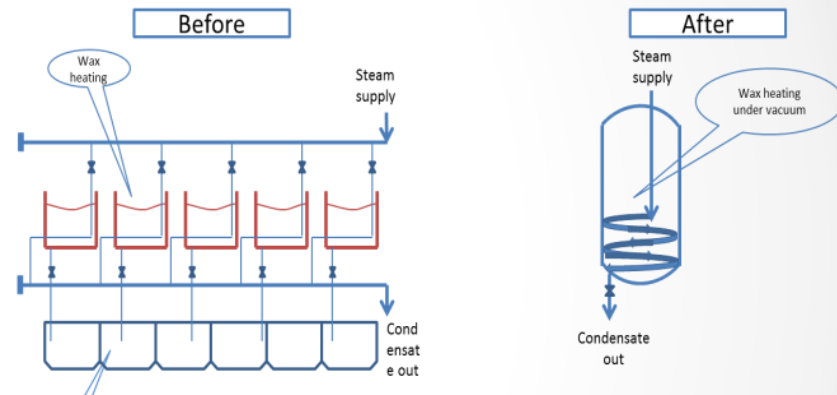 Before
Wax
heating
Steam
supply
Cond
ensat
e out
After
Steam
supply
Wax heating
under vacuum
Condensate
out